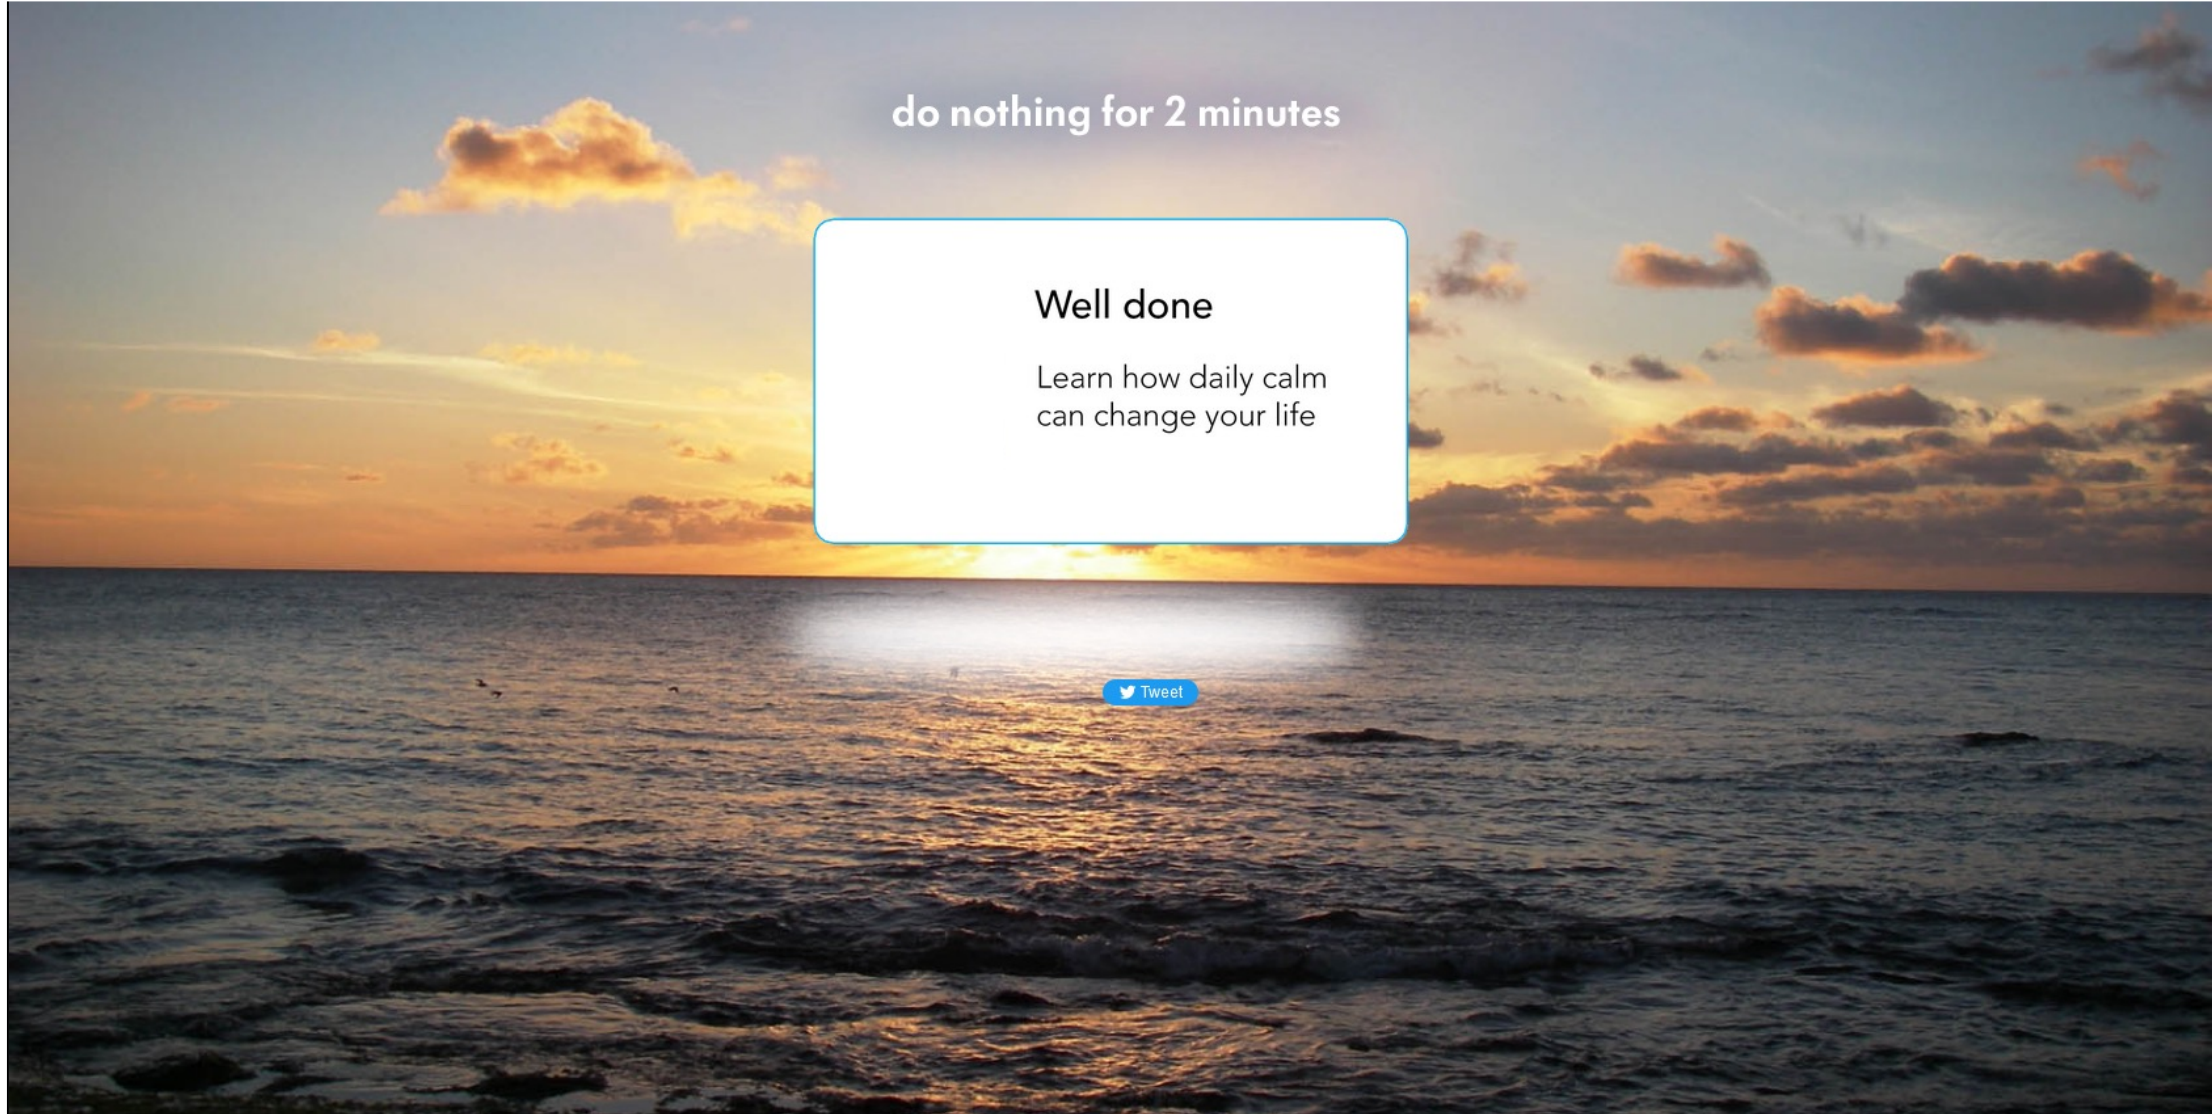 do nothing for 2 minutes
Well done
Learn how daily calm
can change your life
Tweet